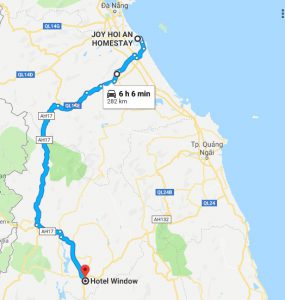 Đà Nẵng
QL14G
JOY HOI AN
HOMESTAY
QL14D
6 h 6 min
282 km
QL14E
AH17
Tp. Quảng
Ngãi
QL24B
QL24
AH17
AH132
Hotel Window